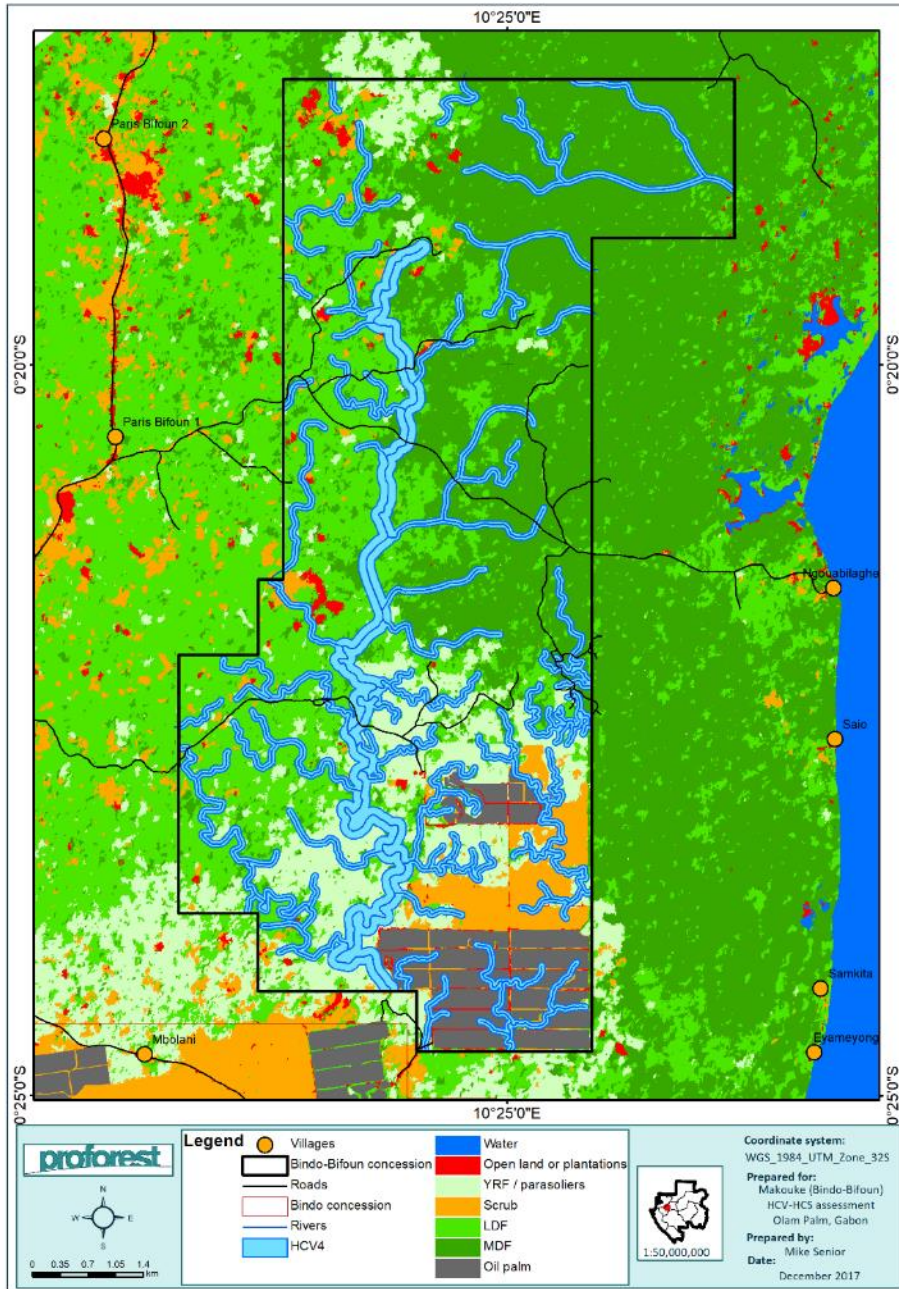 10°25'0"E
Paris Bifoun 2
0°20'0"S
0°20'0"S
Paris Bifoun 1
Ngouabilaghe
Saio
Samkita
Mbolani
Eyameyong
0°25'0"S
0°25'0"S
10°25'0"E
proforest
N
W E
S
0 0.35 0.7 1.05 1.4
km
Legend
Villages
Bindo-Bifoun concession
Roads
Bindo concession
Rivers
HCV4
Water
Open land or plantations
YRF / parasoliers
Scrub
LDF
MDF
Oil palm
1:50,000,000
Coordinate system:
WGS_1984_UTM_Zone_32S
Prepared for:
Makouke (Bindo-Bifoun)
HCV-HCS assessment
Olam Palm, Gabon
Prepared by:
Mike Senior
Date:
December 2017